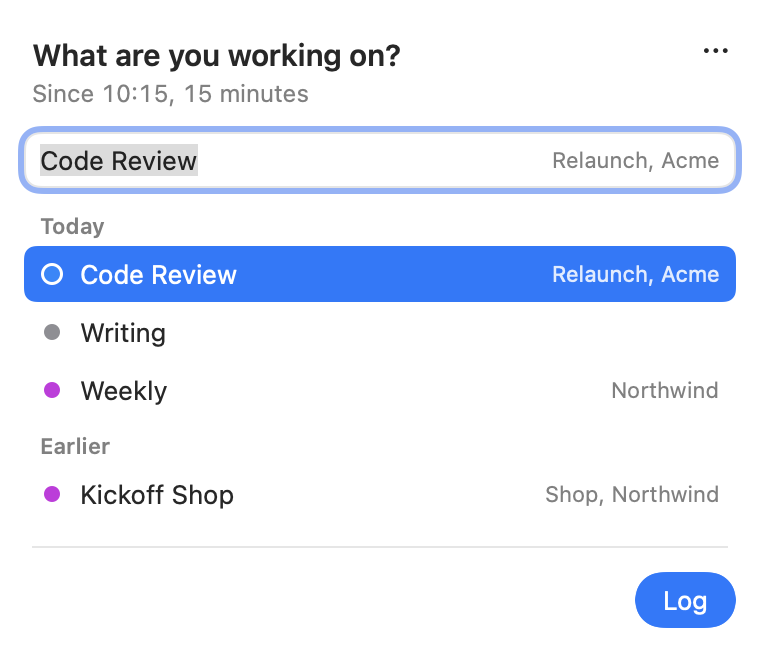 What are you working on?
Since 10:15, 15 minutes
Code Review Relaunch, Acme
Today
Code Review Relaunch, Acme
Writing
Weekly Northwind
Earlier
Kickoff Shop Shop, Northwind
Log